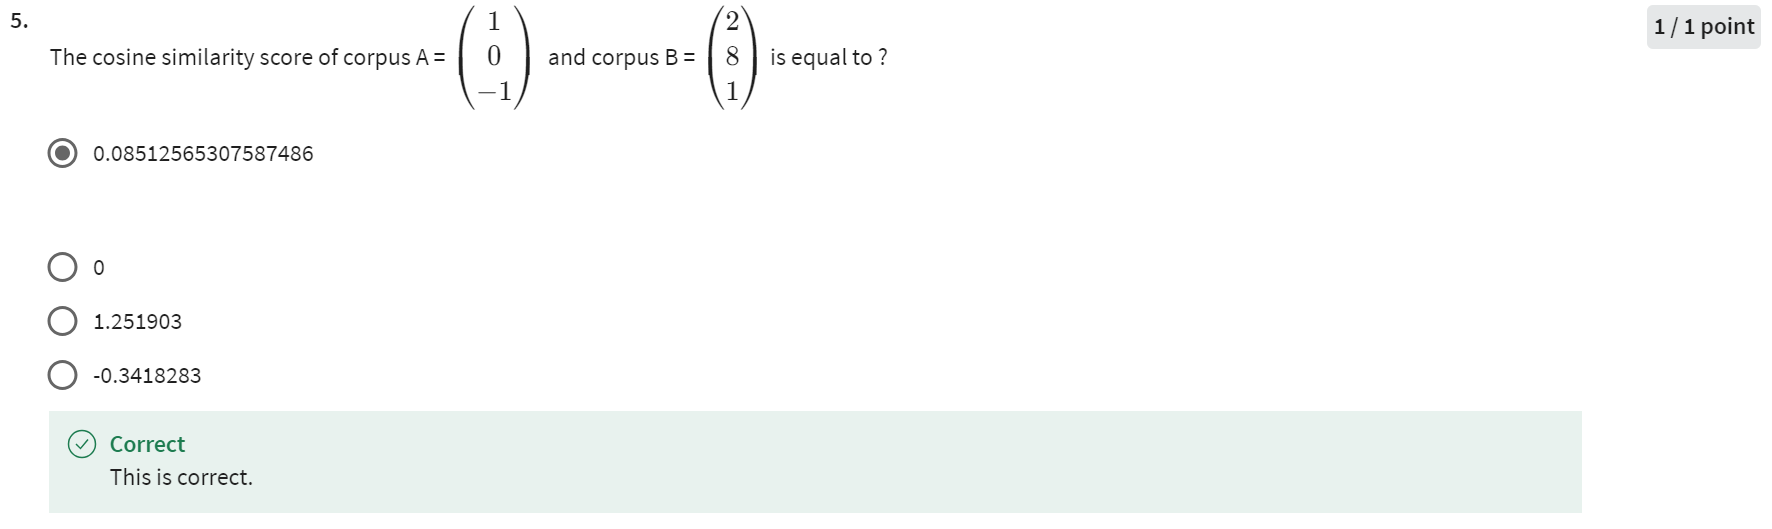 5.
1 / 1 point
The cosine similarity score of corpus A = (1 0 −1) and corpus B = (2 8 1) is equal to ?
0.08512565307587486
0
1.251903
-0.3418283
Correct
This is correct.